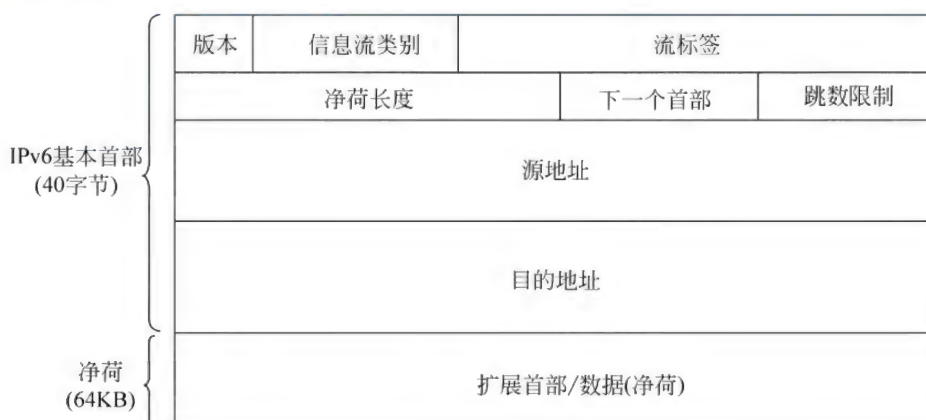 版本 信息流类别 流标签
净荷长度 下一个首部 跳数限制
IPv6基本首部
(40字节)
源地址
目的地址
净荷
(64KB)
扩展首部/数据(净荷)